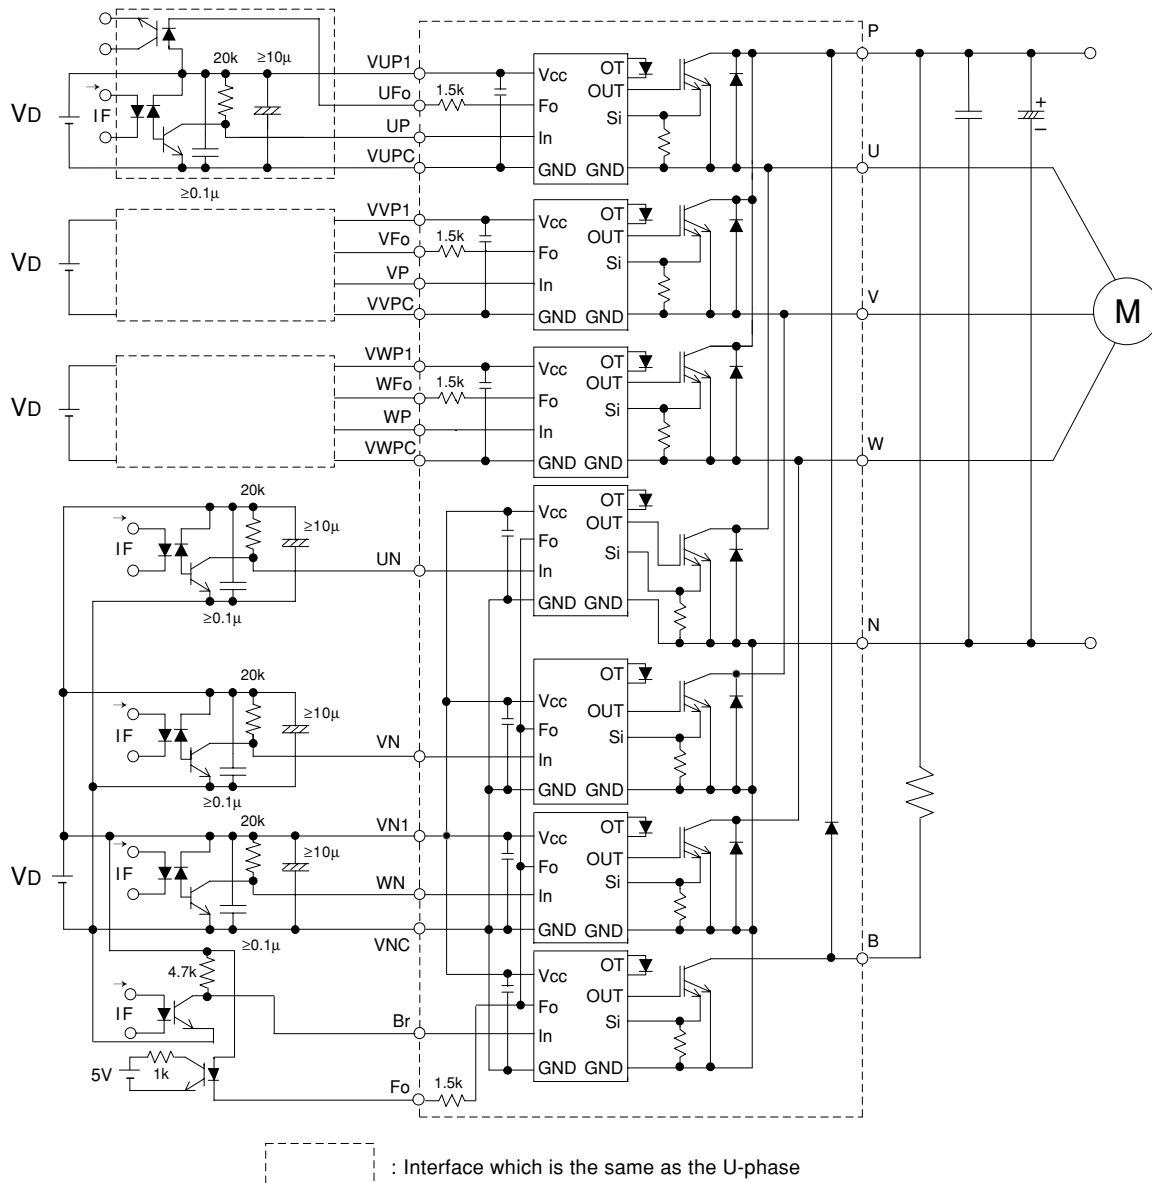 P
20k
≥10µ
VUP1
Vcc
OT
OUT
UFo
1.5k
Fo
Si
VD
IF
UP
In
VUPC
GND GND
U
≥0.1µ
VVP1
Vcc
OT
OUT
VFo
1.5k
Fo
Si
VD
VP
In
VVPC
GND GND
V
M
VWP1
Vcc
OT
OUT
WFo
1.5k
Fo
Si
VD
WP
In
VWPC
GND GND
W
20k
≥10µ
IF
UN
Vcc
OT
OUT
Fo
Si
In
GND GND
≥0.1µ
N
20k
≥10µ
IF
VN
Vcc
OT
OUT
Fo
Si
In
GND GND
≥0.1µ
20k
≥10µ
VN1
Vcc
OT
OUT
VD
IF
Fo
Si
WN
In
GND GND
≥0.1µ
VNC
B
4.7k
IF
Vcc
OT
OUT
Fo
Si
Br
In
GND GND
5V
1k
Fo
1.5k
+
–
: Interface which is the same as the U-phase